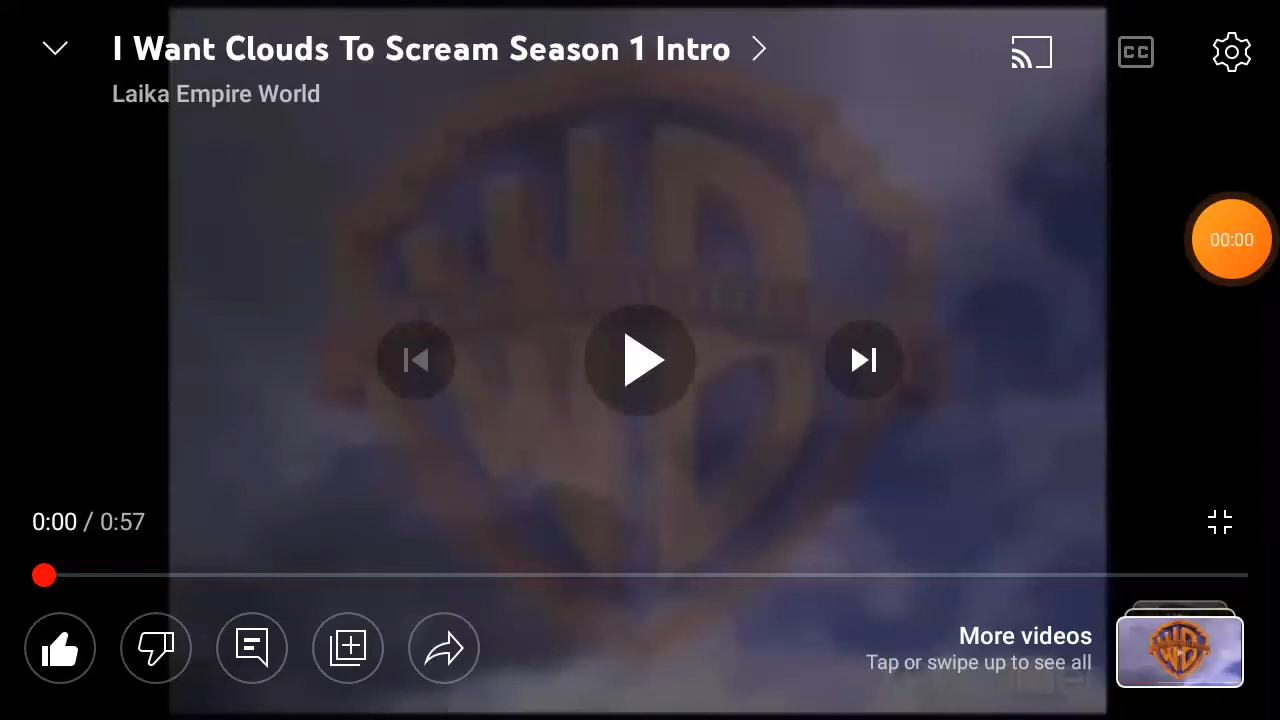 I Want Clouds To Scream Season 1 Intro
Laika Empire World
CC
00:00
0:00 / 0:57
More videos
Tap or swipe up to see all